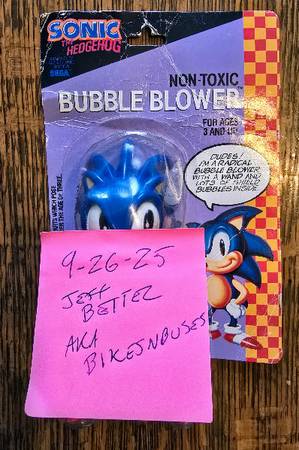 SONIC
THE HEDGEHOG
SEGA
NON-TOXIC
BUBBLE BLOWER
FOR AGES
3 AND UP
DUDES!
I'M A RADICAL
BUBBLE BLOWER
WITH A WAND AND
LOTS OF
BUBBLES INSIDE.
9-26-25
JEFF
BETTER
AKA
BIKESNBUSES